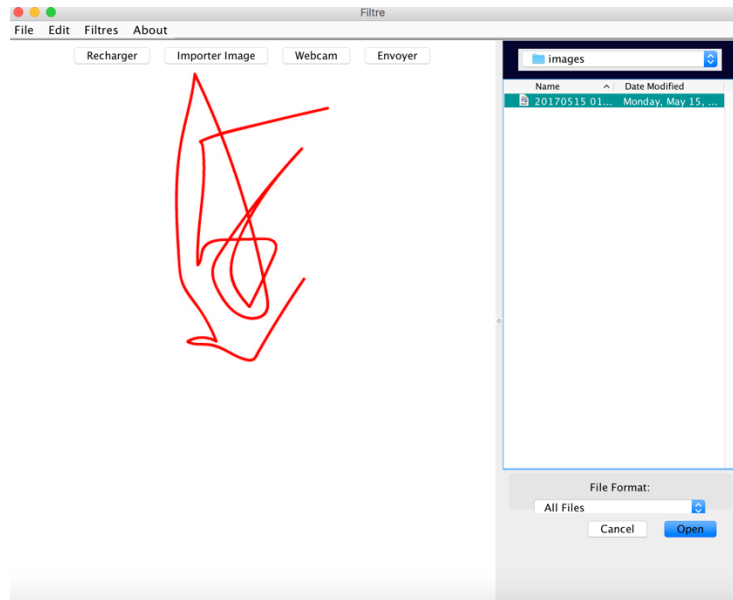 Filtre
File Edit Filtres About
Recharger Importer Image Webcam Envoyer
images
Name Date Modified
20170515 01... Monday, May 15, ...
File Format:
All Files
Cancel Open